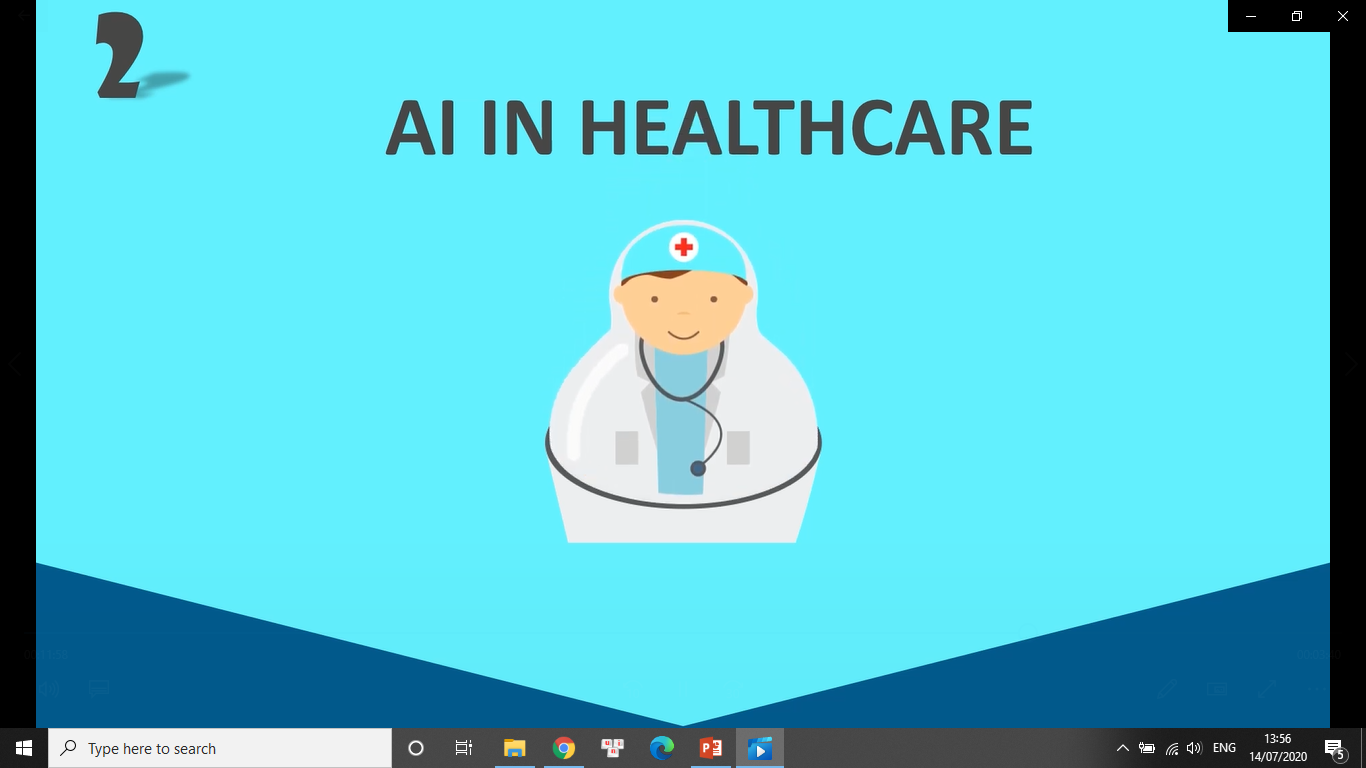 2
AI IN HEALTHCARE
Type here to search
ENG
13:56
14/07/2020
5